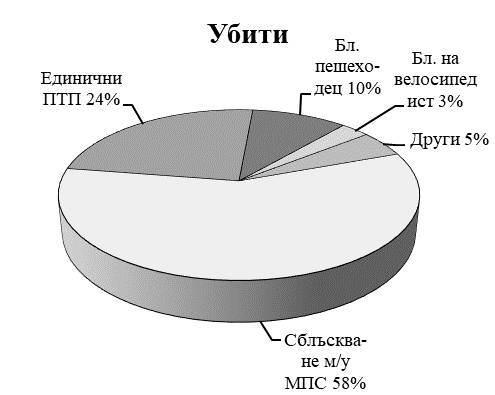 Убити
Единични
ПТП 24%
Бл.
пешехо-
дец 10%
Бл. на
велосипед
ист 3%
Други 5%
Сблъсква-
не м/у
МПС 58%